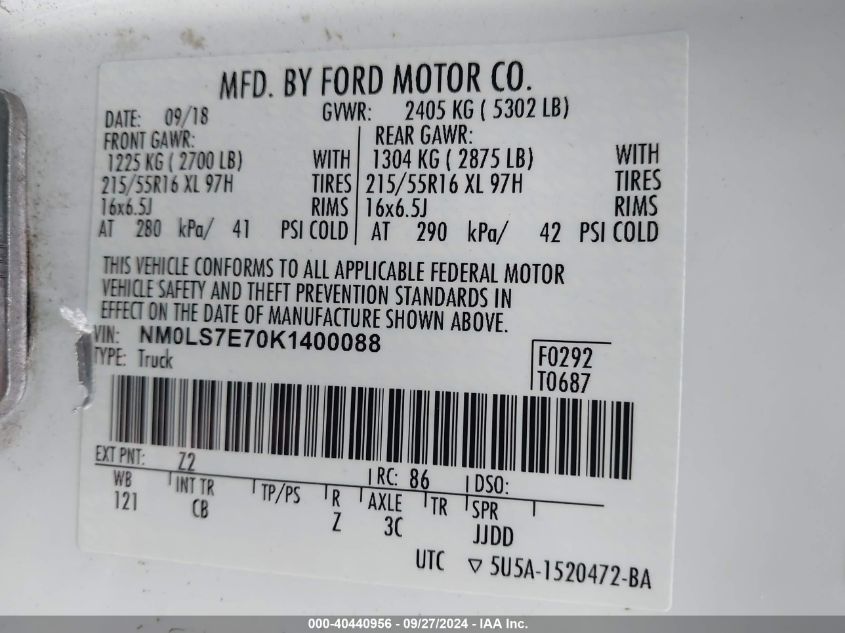 MFD. BY FORD MOTOR CO.
DATE: 09/18 GVWR: 2405 KG ( 5302 LB)
FRONT GAWR: REAR GAWR:
1225 KG ( 2700 LB) WITH 1304 KG ( 2875 LB) WITH
215/55R16 XL 97H TIRES 215/55R16 XL 97H TIRES
16x6.5J RIMS 16x6.5J RIMS
AT 280 kPa/ 41 PSI COLD AT 290 kPa/ 42 PSI COLD
THIS VEHICLE CONFORMS TO ALL APPLICABLE FEDERAL MOTOR
VEHICLE SAFETY AND THEFT PREVENTION STANDARDS IN
EFFECT ON THE DATE OF MANUFACTURE SHOWN ABOVE.
VIN: NM0LS7E70K1400088
TYPE: Truck
F0292
T0687
EXT PNT: Z2 RC: 86 DSO:
WB INT TR TP/PS R AXLE TR SPR
121 CB Z 3C JJDD
UTC ▽ 5U5A-1520472-BA
000-40440956 - 09/27/2024 - IAA Inc.